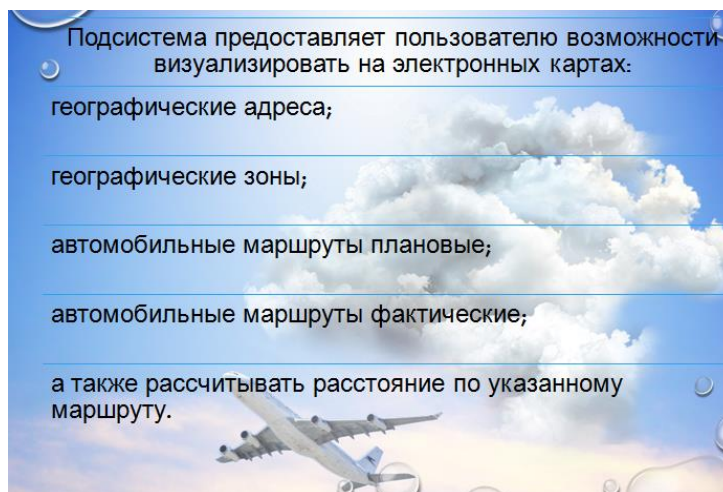 Подсистема предоставляет пользователю возможности
визуализировать на электронных картах:
географические адреса;
географические зоны;
автомобильные маршруты плановые;
автомобильные маршруты фактические;
а также рассчитывать расстояние по указанному
маршруту.